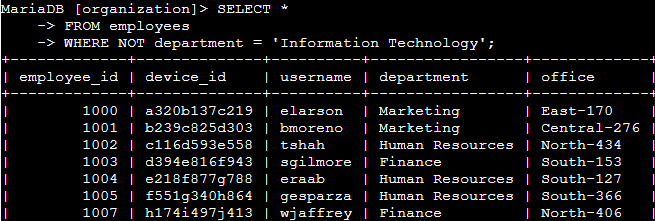 MariaDB [organization]> SELECT *
    -> FROM employees
    -> WHERE NOT department = 'Information Technology';
+-------------+--------------+----------+-----------------+-------------+
| employee_id | device_id    | username | department      | office      |
+-------------+--------------+----------+-----------------+-------------+
|        1000 | a320b137c219 | elarson  | Marketing       | East-170    |
|        1001 | b239c825d303 | bmoreno  | Marketing       | Central-276 |
|        1002 | c116d593e558 | tshah    | Human Resources | North-434   |
|        1003 | d394e816f943 | sgilmore | Finance         | South-153   |
|        1004 | e218f877g788 | eraab    | Human Resources | South-127   |
|        1005 | f551g340h864 | gesparza | Human Resources | South-366   |
|        1007 | h174i497j413 | wjaffrey | Finance         | North-406   |